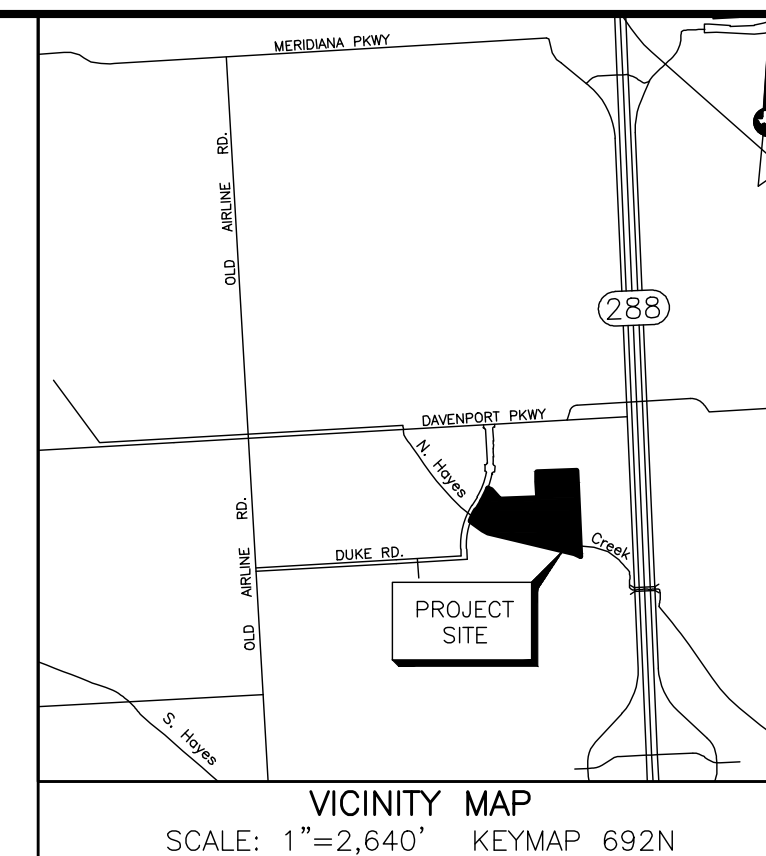 MERIDIANA PKWY
OLD AIRLINE RD.
288
DAVENPORT PKWY
N. Hayes
Creek
OLD AIRLINE RD.
DUKE RD.
PROJECT
SITE
S. Hayes
VICINITY MAP
SCALE: 1"=2,640' KEYMAP 692N